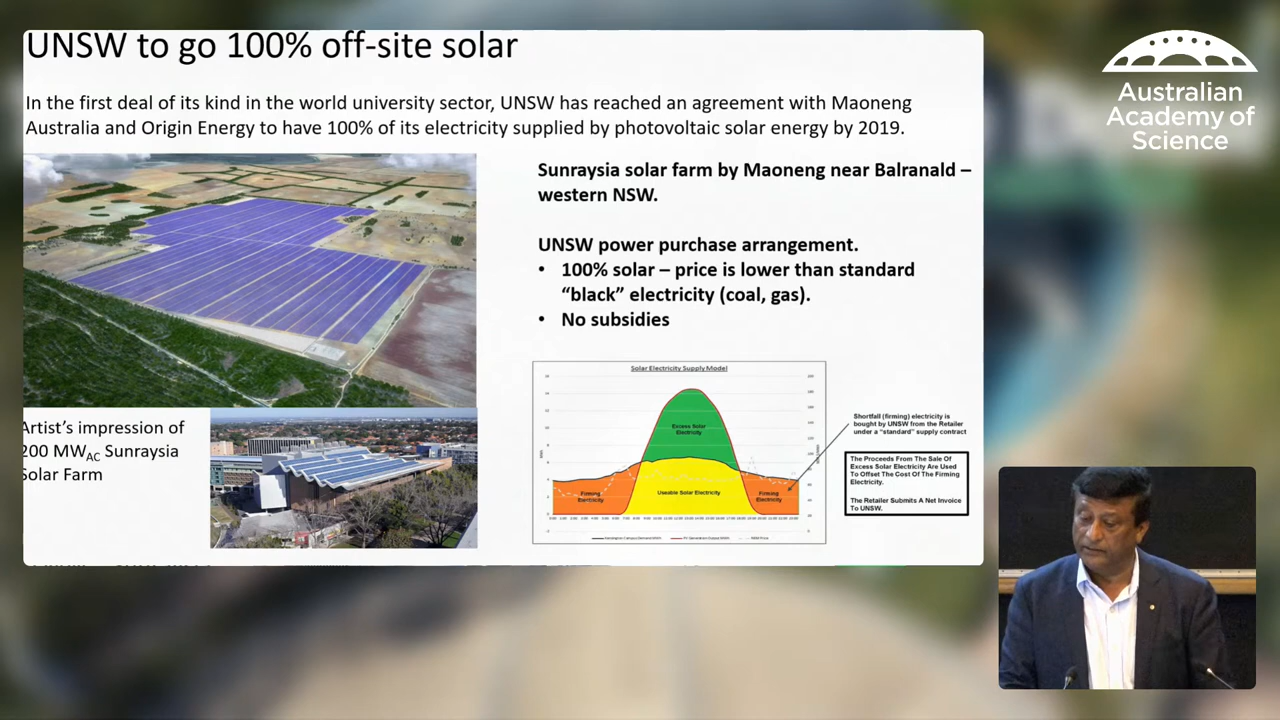 UNSW to go 100% off-site solar
In the first deal of its kind in the world university sector, UNSW has reached an agreement with Maoneng
Australia and Origin Energy to have 100% of its electricity supplied by photovoltaic solar energy by 2019.
Sunraysia solar farm by Maoneng near Balranald –
western NSW.
UNSW power purchase arrangement.
• 100% solar – price is lower than standard
“black” electricity (coal, gas).
• No subsidies
Artist’s impression of
200 MWAC Sunraysia
Solar Farm
Solar Electricity Supply Model
Excess Solar
Electricity
Firming
Electricity
Useable Solar Electricity
Firming
Electricity
Shortfall (firming) electricity is
bought by UNSW from the Retailer
under a “standard” supply contract
The Proceeds From The Sale Of
Excess Solar Electricity Are Used
To Offset The Cost Of The Firming
Electricity.
The Retailer Submits A Net Invoice
To UNSW.
Australian
Academy of
Science